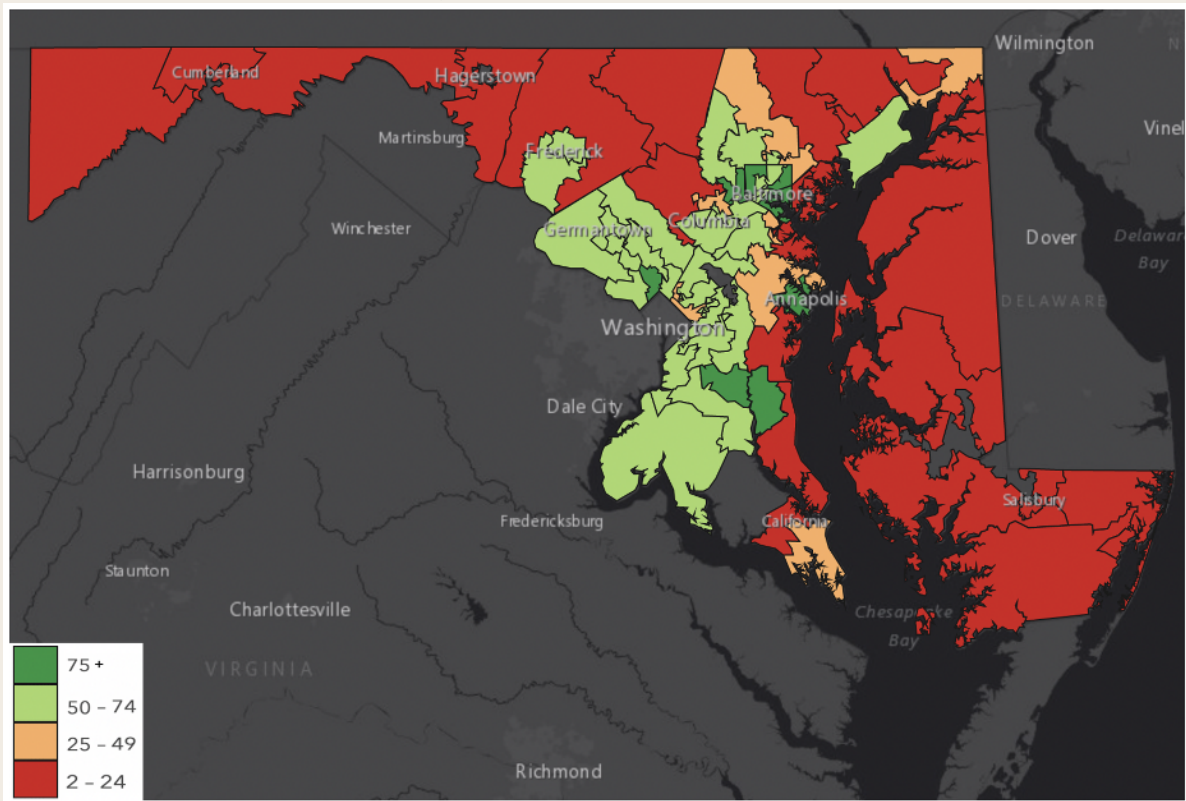 Wilmington
Cumberland
Hagerstown
Martinsburg
Vinel
Frederick
Baltimore
Winchester
Columbia
Germantown
Dover
Delawar
Bay
Annapolis
DELAWARE
Washington
Dale City
Harrisonburg
Salisbury
Fredericksburg
California
Staunton
Charlottesville
Chesapeake
Bay
VIRGINIA
Richmond
75 +
50 – 74
25 – 49
2 – 24